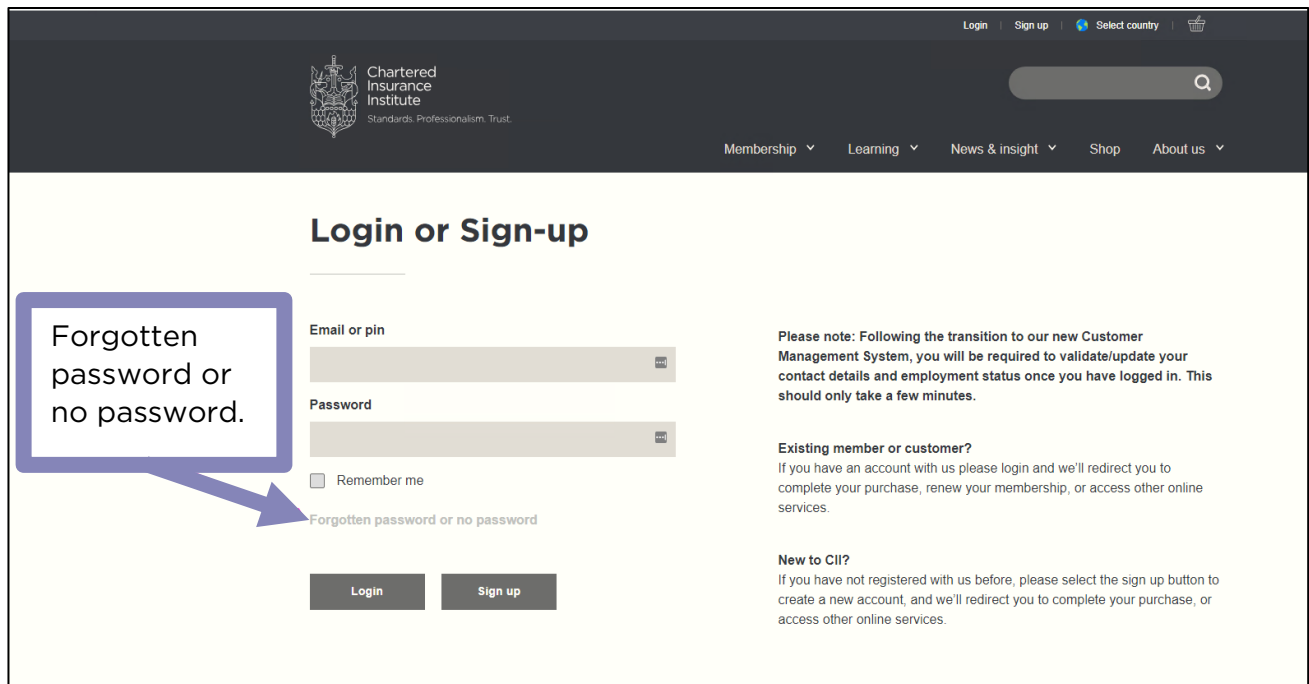 Login
Sign up
Select country
Chartered
Insurance
Institute
Standards. Professionalism. Trust.
Membership
Learning
News & insight
Shop
About us
Login or Sign-up
Forgotten
password or
no password.
Email or pin
Password
Remember me
Forgotten password or no password
Login
Sign up
Please note: Following the transition to our new Customer
Management System, you will be required to validate/update your
contact details and employment status once you have logged in. This
should only take a few minutes.
Existing member or customer?
If you have an account with us please login and we'll redirect you to
complete your purchase, renew your membership, or access other online
services.
New to CII?
If you have not registered with us before, please select the sign up button to
create a new account, and we'll redirect you to complete your purchase, or
access other online services.